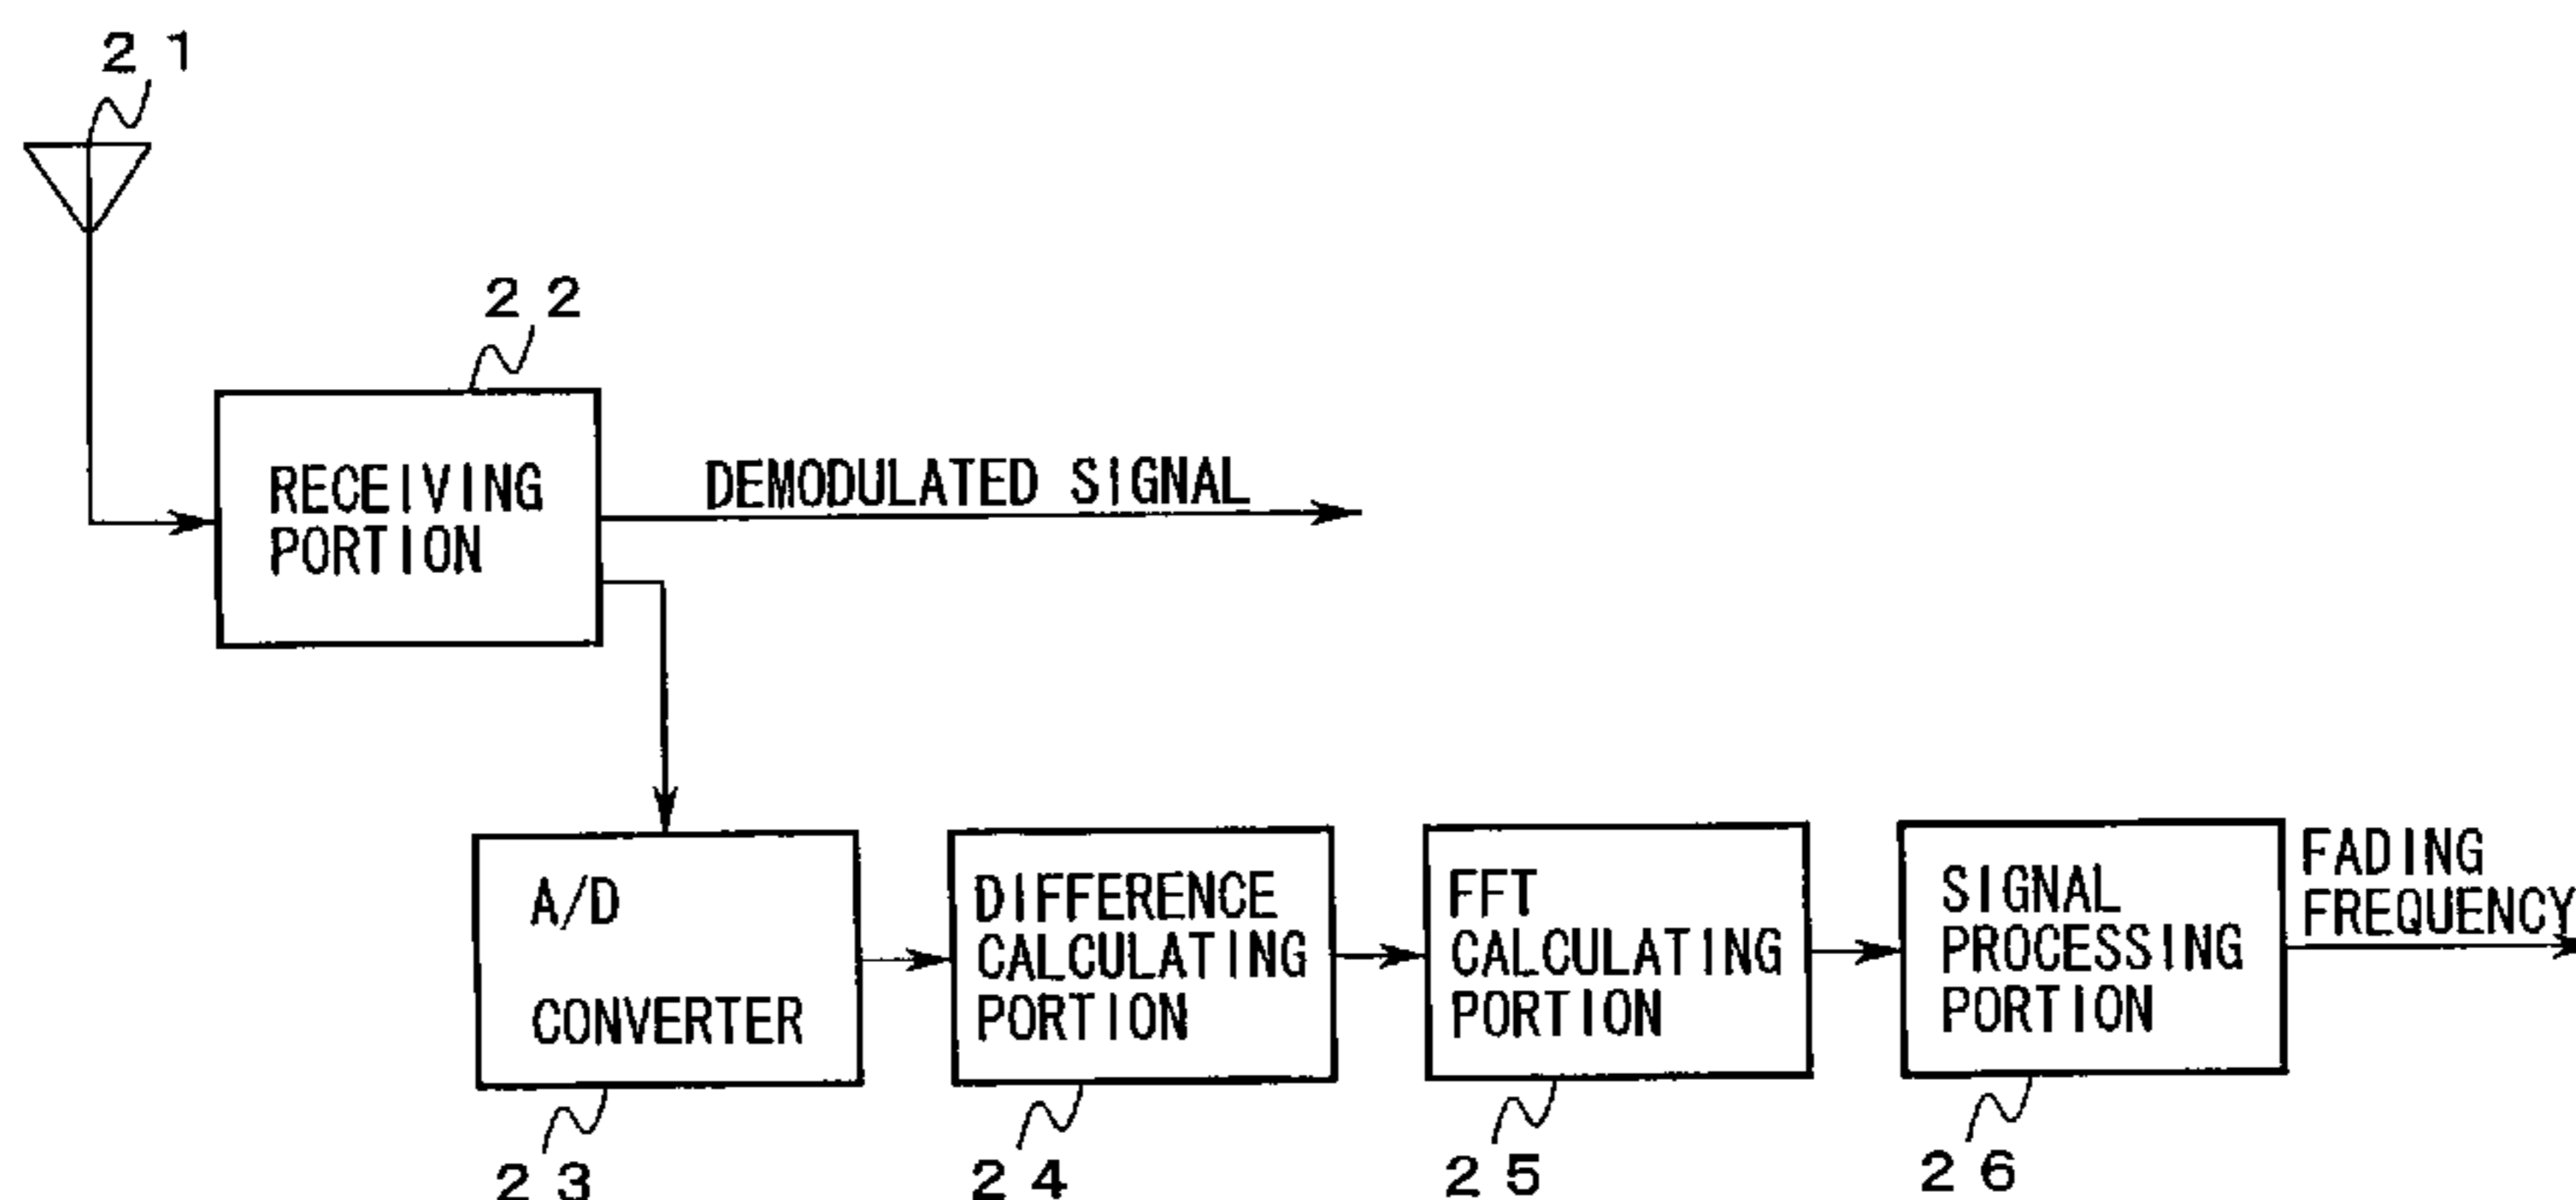 21
22
RECEIVING
PORTION
DEMODULATED SIGNAL
A/D
CONVERTER
DIFFERENCE
CALCULATING
PORTION
FFT
CALCULATING
PORTION
SIGNAL
PROCESSING
PORTION
FADING
FREQUENCY
23
24
25
26